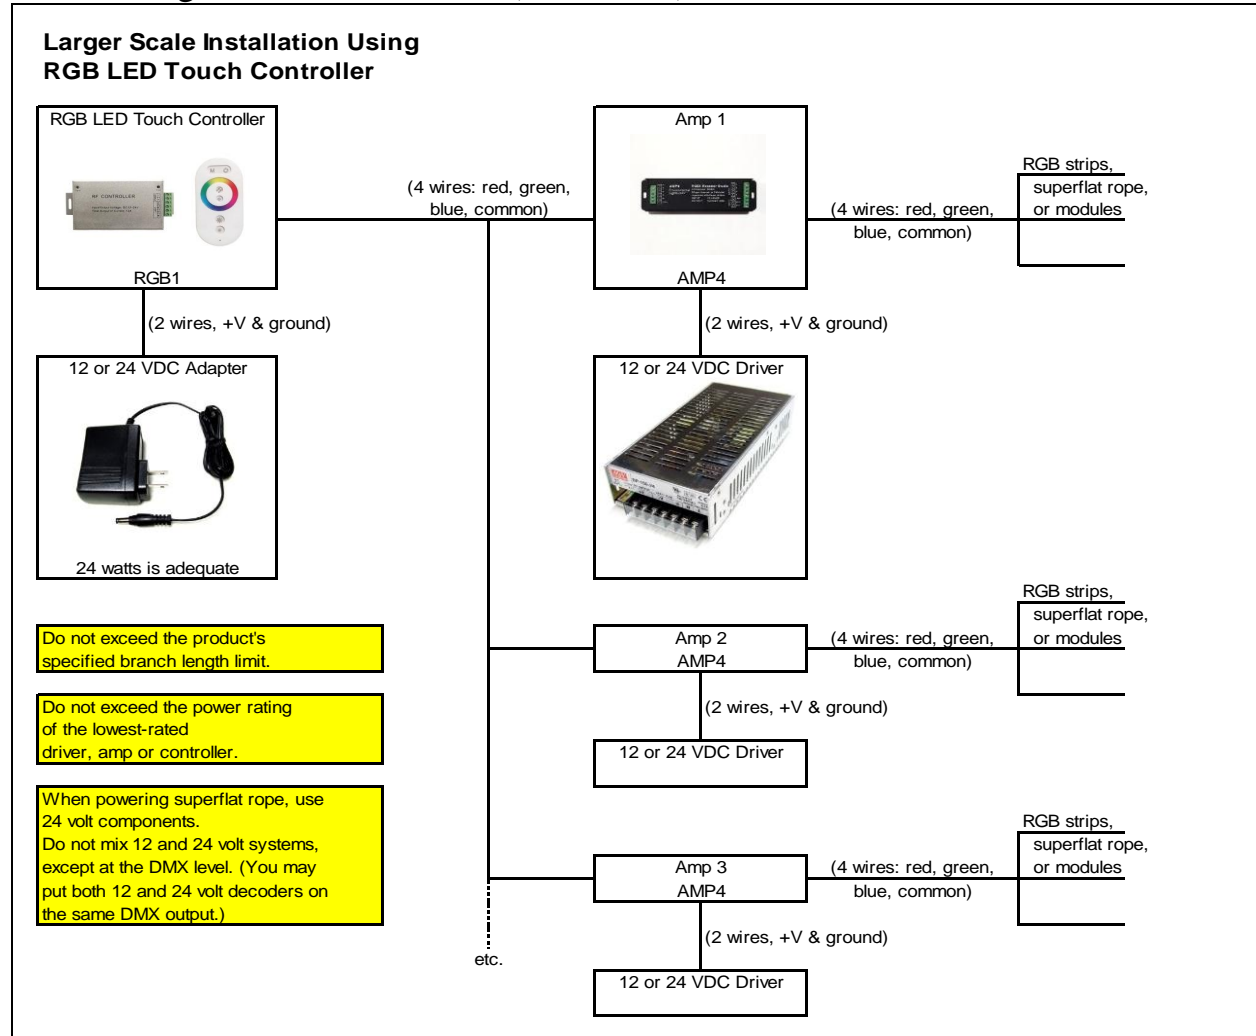 Larger Scale Installation Using
RGB LED Touch Controller
RGB LED Touch Controller
RF CONTROLLER
RGB1
(4 wires: red, green,
blue, common)
Amp 1
AMP4
(4 wires: red, green,
blue, common)
RGB strips,
superflat rope,
or modules
(2 wires, +V & ground)
(2 wires, +V & ground)
12 or 24 VDC Adapter
24 watts is adequate
12 or 24 VDC Driver
Do not exceed the product's
specified branch length limit.
Do not exceed the power rating
of the lowest-rated
driver, amp or controller.
When powering superflat rope, use
24 volt components.
Do not mix 12 and 24 volt systems,
except at the DMX level. (You may
put both 12 and 24 volt decoders on
the same DMX output.)
Amp 2
AMP4
(4 wires: red, green,
blue, common)
RGB strips,
superflat rope,
or modules
(2 wires, +V & ground)
12 or 24 VDC Driver
Amp 3
AMP4
(4 wires: red, green,
blue, common)
RGB strips,
superflat rope,
or modules
(2 wires, +V & ground)
12 or 24 VDC Driver
etc.